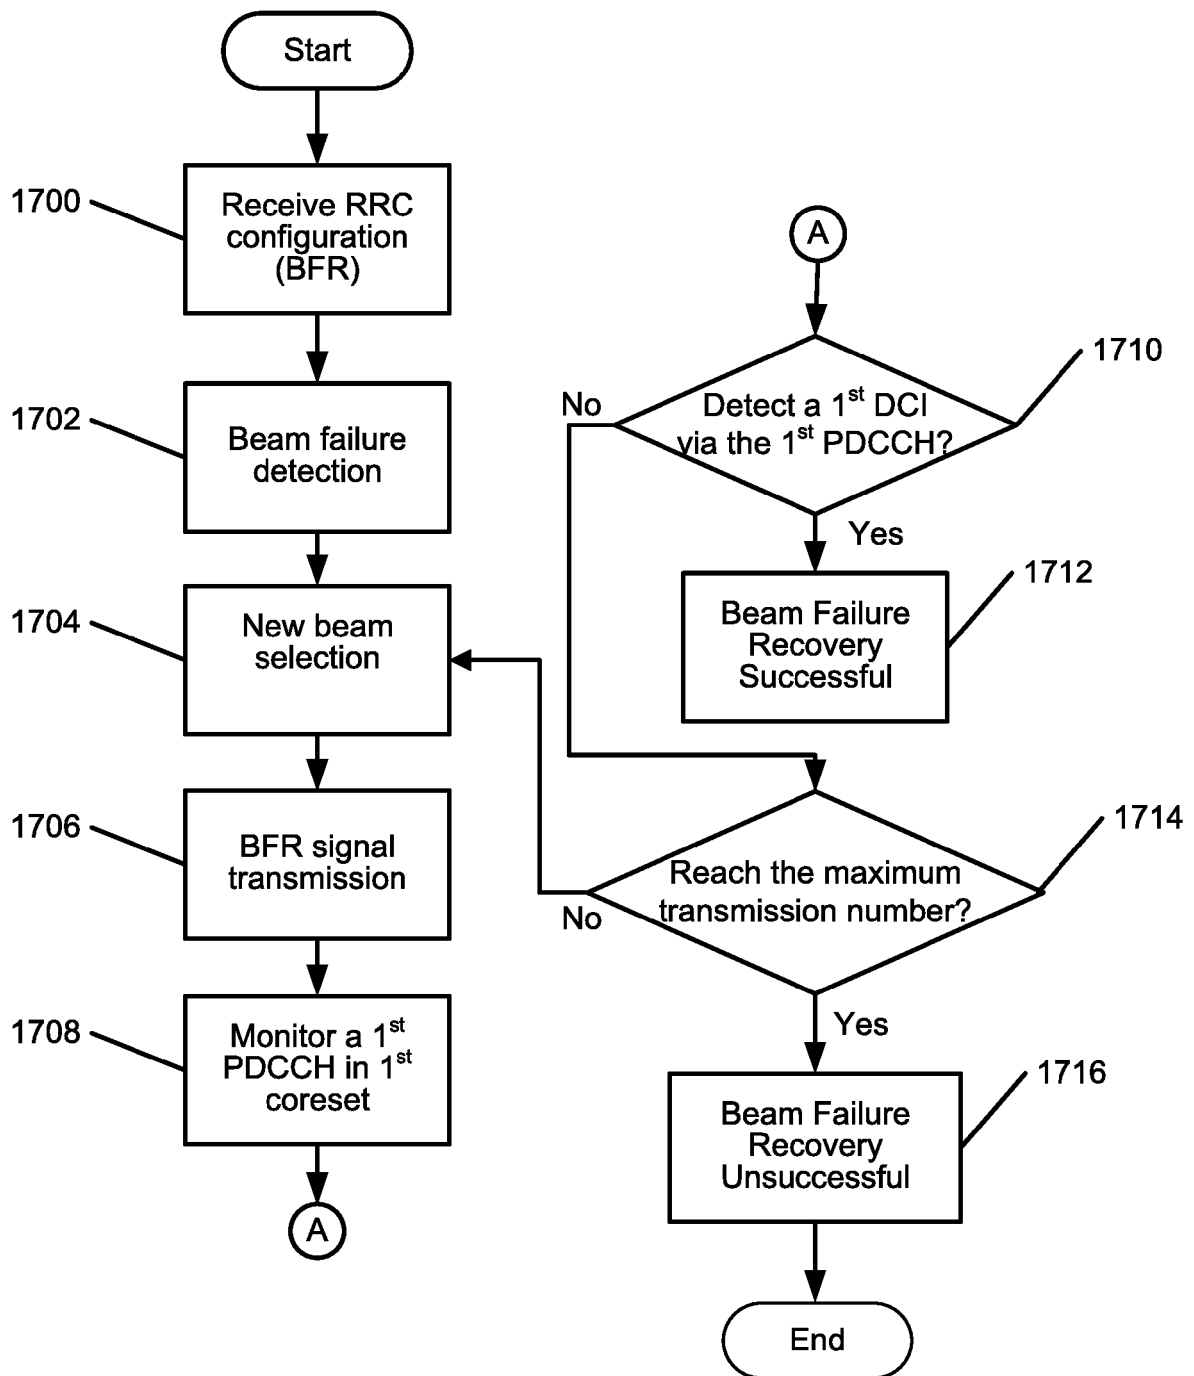 Start
1700
Receive RRC
configuration
(BFR)
1702
Beam failure
detection
1704
New beam
selection
1706
BFR signal
transmission
1708
Monitor a 1st
PDCCH in 1st
coreset
A
A
1710
No
Detect a 1st DCI
via the 1st PDCCH?
Yes
1712
Beam Failure
Recovery
Successful
1714
Reach the maximum
transmission number?
No
Yes
1716
Beam Failure
Recovery
Unsuccessful
End